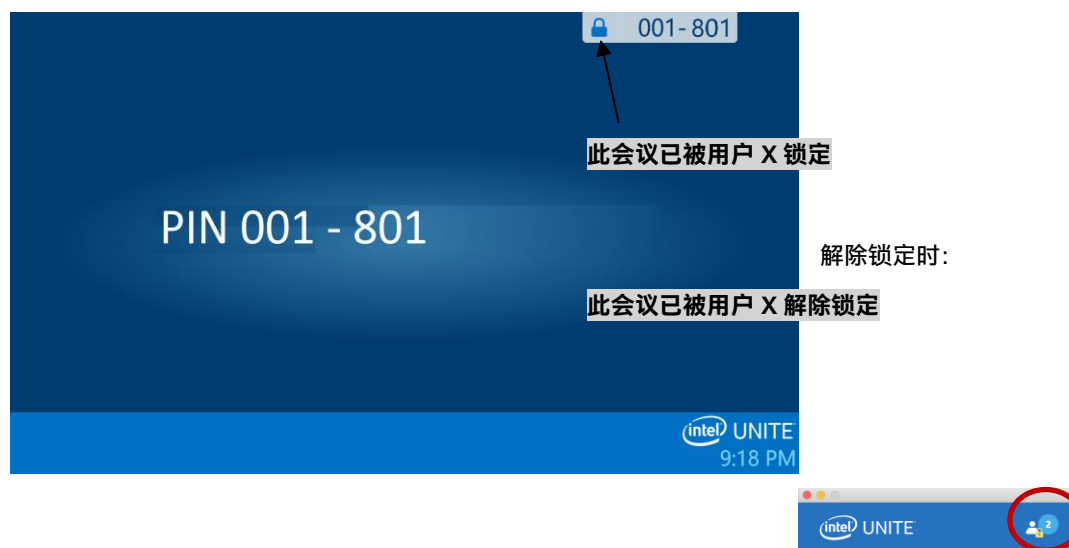 001-801
此会议已被用户 X 锁定
PIN 001 - 801
解除锁定时:
此会议已被用户 X 解除锁定
intel UNITE
9:18 PM
intel UNITE
2